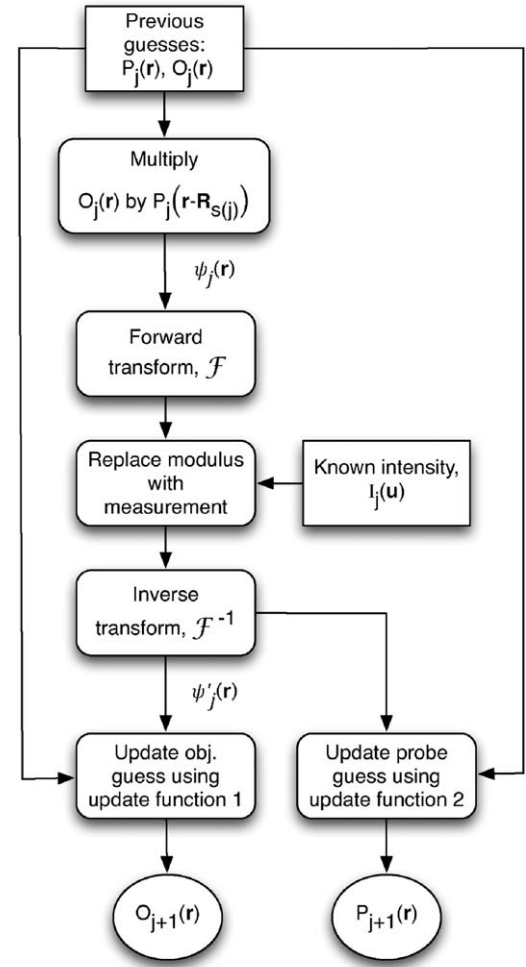 Previous
guesses:
Pj(r), Oj(r)
Multiply
Oj(r) by Pj(r-Rs(j))
ψj(r)
Forward
transform, ℱ
Replace modulus
with
measurement
Known intensity,
Ij(u)
Inverse
transform, ℱ -1
ψ'j(r)
Update obj.
guess using
update function 1
Update probe
guess using
update function 2
Oj+1(r)
Pj+1(r)